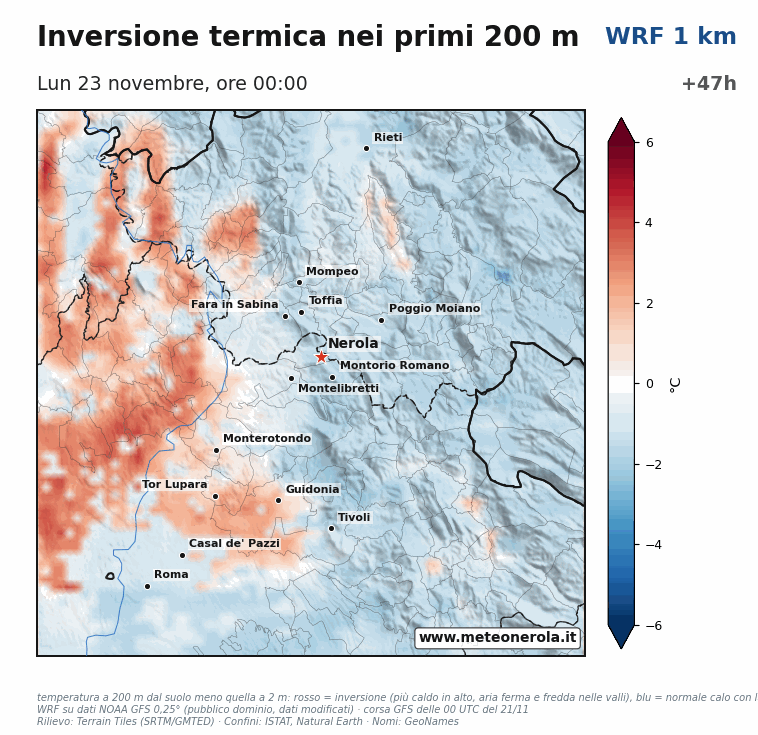 Inversione termica nei primi 200 m WRF 1 km
Lun 23 novembre, ore 00:00 +47h
Rieti
Mompeo
Fara in Sabina Toffia
Poggio Moiano
Nerola
Montorio Romano
Montelibretti
Monterotondo
Tor Lupara
Guidonia
Tivoli
Casal de' Pazzi
Roma
www.meteonerola.it
6
4
2
0
−2
−4
−6
°C
temperatura a 200 m dal suolo meno quella a 2 m: rosso = inversione (più caldo in alto, aria ferma e fredda nelle valli), blu = normale calo con
WRF su dati NOAA GFS 0,25° (pubblico dominio, dati modificati) · corsa GFS delle 00 UTC del 21/11
Rilievo: Terrain Tiles (SRTM/GMTED) · Confini: ISTAT, Natural Earth · Nomi: GeoNames